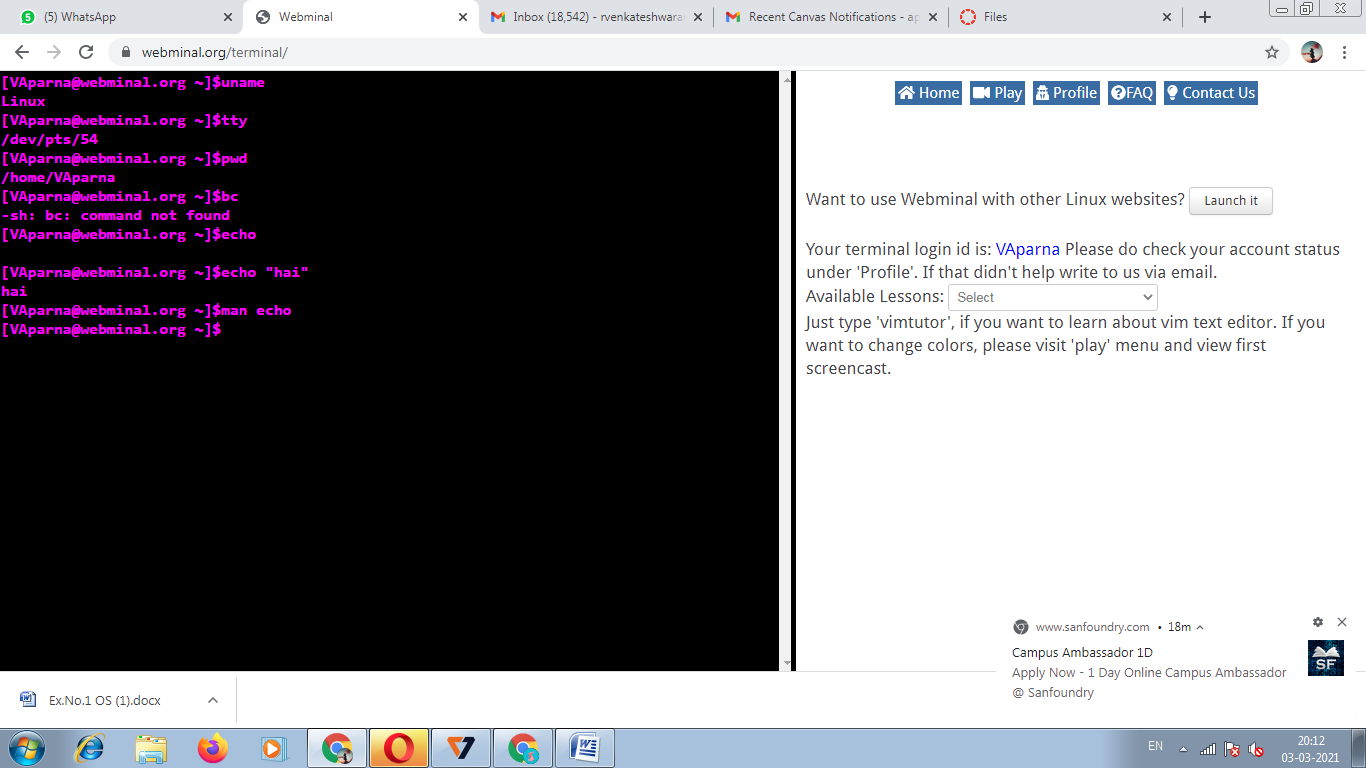 (5) WhatsApp
Webminal
Inbox (18,542) - rvenkateshwara
Recent Canvas Notifications - ap
Files
webminal.org/terminal/
[VAparna@webminal.org ~]$uname
Linux
[VAparna@webminal.org ~]$tty
/dev/pts/54
[VAparna@webminal.org ~]$pwd
/home/VAparna
[VAparna@webminal.org ~]$bc
-sh: bc: command not found
[VAparna@webminal.org ~]$echo
[VAparna@webminal.org ~]$echo "hai"
hai
[VAparna@webminal.org ~]$man echo
[VAparna@webminal.org ~]$
Home Play Profile FAQ Contact Us
Want to use Webminal with other Linux websites? Launch it
Your terminal login id is: VAparna Please do check your account status
under 'Profile'. If that didn't help write to us via email.
Available Lessons: Select
Just type 'vimtutor', if you want to learn about vim text editor. If you
want to change colors, please visit 'play' menu and view first
screencast.
www.sanfoundry.com • 18m
Campus Ambassador 1D
Apply Now - 1 Day Online Campus Ambassador
@ Sanfoundry
SF
Ex.No.1 OS (1).docx
EN
20:12
03-03-2021